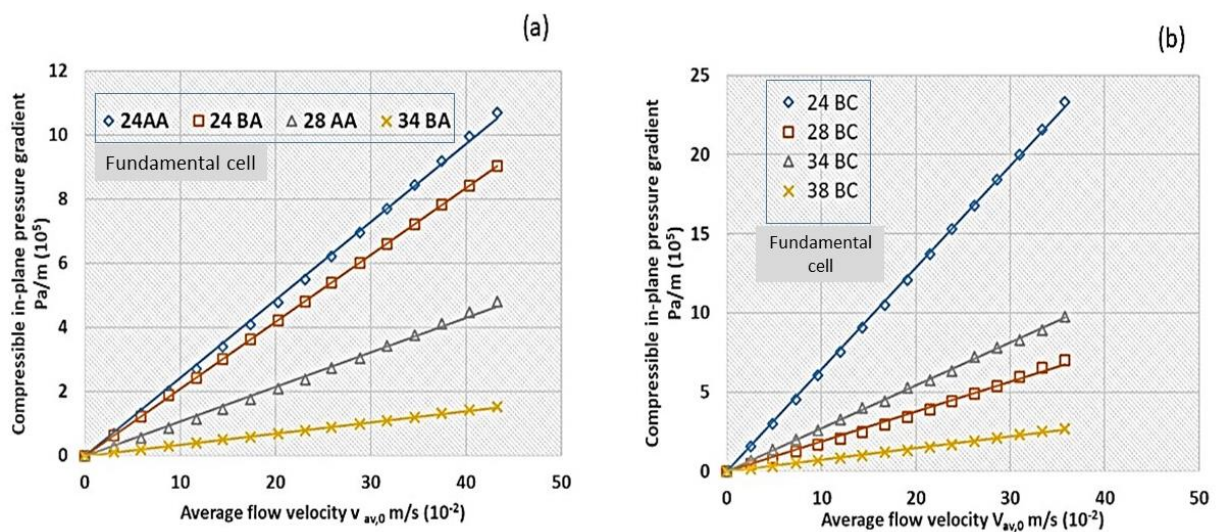 (a)
Compressible in-plane pressure gradient
Pa/m (10⁵)
12
10
8
6
4
2
0
24AA 24 BA 28 AA 34 BA
Fundamental cell
0 10 20 30 40 50
Average flow velocity v av,0 m/s (10⁻²)
(b)
Compressible in-plane pressure gradient
Pa/m (10⁵)
25
20
15
10
5
0
24 BC
28 BC
34 BC
38 BC
Fundamental
cell
0 10 20 30 40 50
Average flow velocity V av,0 m/s (10⁻²)